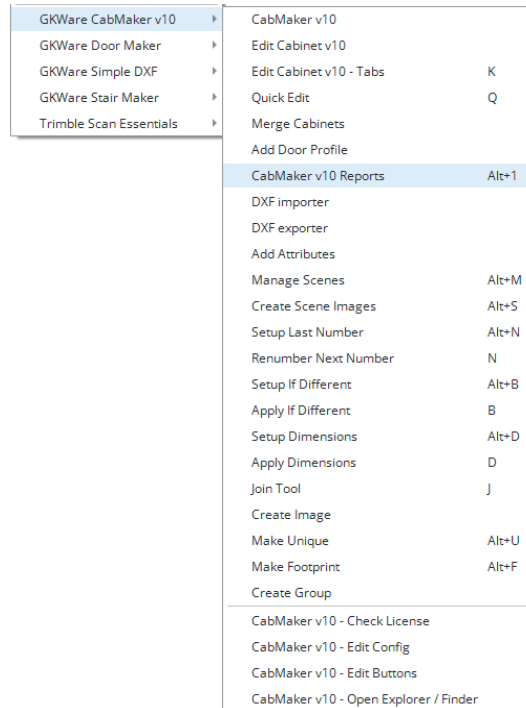 GKWare CabMaker v10
GKWare Door Maker
GKWare Simple DXF
GKWare Stair Maker
Trimble Scan Essentials
CabMaker v10
Edit Cabinet v10
Edit Cabinet v10 - Tabs K
Quick Edit Q
Merge Cabinets
Add Door Profile
CabMaker v10 Reports Alt+1
DXF importer
DXF exporter
Add Attributes
Manage Scenes Alt+M
Create Scene Images Alt+S
Setup Last Number Alt+N
Renumber Next Number N
Setup If Different Alt+B
Apply If Different B
Setup Dimensions Alt+D
Apply Dimensions D
Join Tool J
Create Image
Make Unique Alt+U
Make Footprint Alt+F
Create Group
CabMaker v10 - Check License
CabMaker v10 - Edit Config
CabMaker v10 - Edit Buttons
CabMaker v10 - Open Explorer / Finder